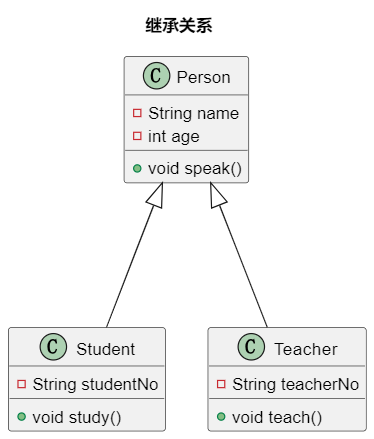 继承关系
C Person
String name
int age
void speak()
C Student
String studentNo
void study()
C Teacher
String teacherNo
void teach()